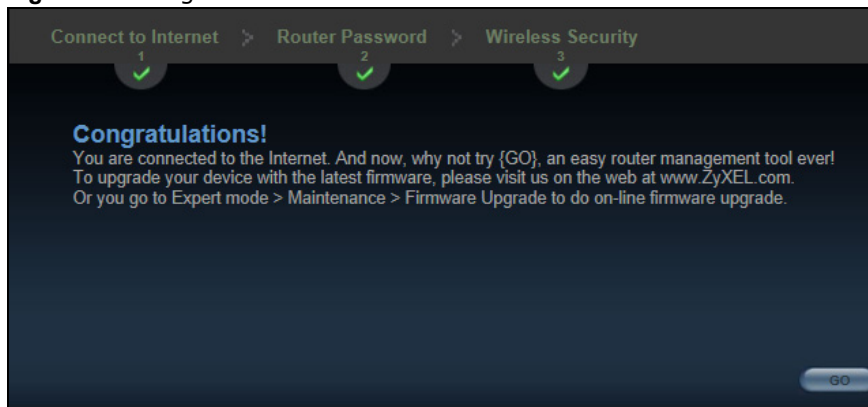 Connect to Internet > Router Password > Wireless Security
1 2 3
Congratulations!
You are connected to the Internet. And now, why not try {GO}, an easy router management tool ever!
To upgrade your device with the latest firmware, please visit us on the web at www.ZyXEL.com.
Or you go to Expert mode > Maintenance > Firmware Upgrade to do on-line firmware upgrade.
GO